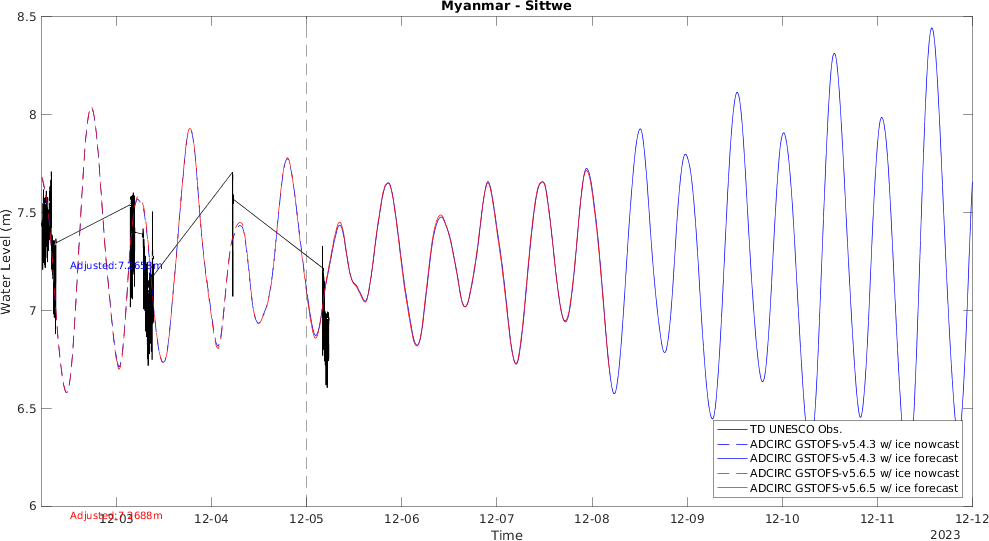 Myanmar - Sittwe
8.5
8
7.5
7
6.5
6
Water Level (m)
Adjusted:7.2658m
Adjusted:7.2688m
TD UNESCO Obs.
ADCIRC GSTOFS-v5.4.3 w/ ice nowcast
ADCIRC GSTOFS-v5.4.3 w/ ice forecast
ADCIRC GSTOFS-v5.6.5 w/ ice nowcast
ADCIRC GSTOFS-v5.6.5 w/ ice forecast
12-03 12-04 12-05 12-06 12-07 12-08 12-09 12-10 12-11 12-12
Time
2023